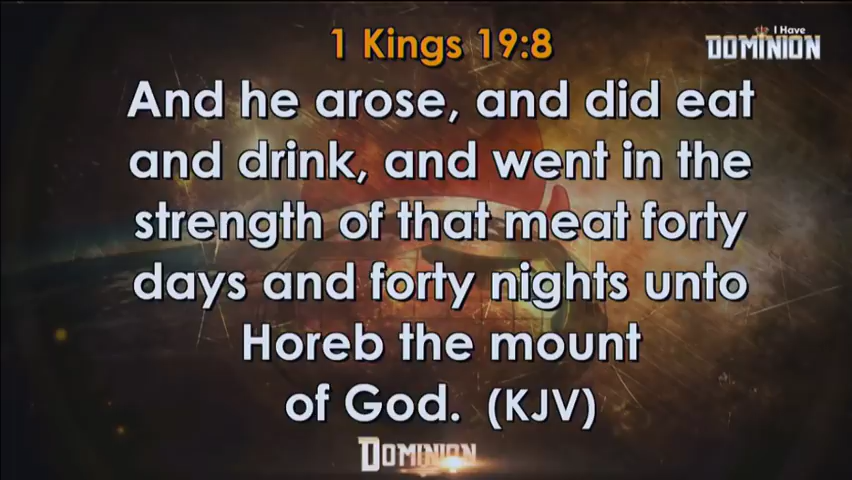 1 Kings 19:8
I Have
DOMINION
And he arose, and did eat
and drink, and went in the
strength of that meat forty
days and forty nights unto
Horeb the mount
of God. (KJV)
DOMINION